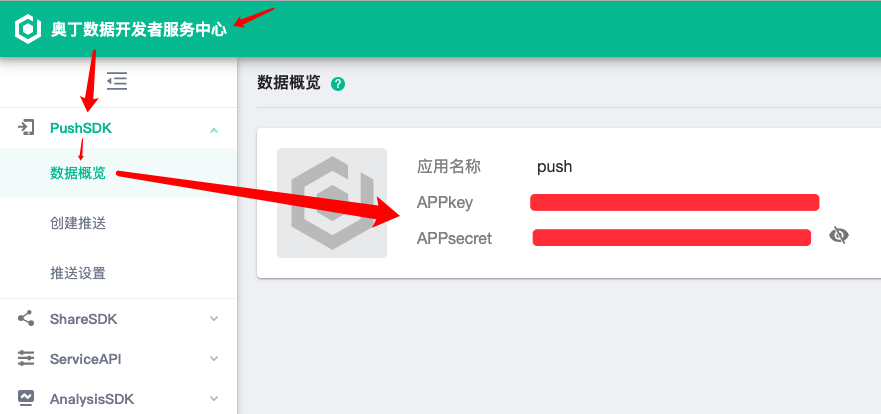 奥丁数据开发者服务中心
PushSDK
数据概览
创建推送
推送设置
ShareSDK
ServiceAPI
AnalysisSDK
数据概览 ?
应用名称 push
APPkey
APPsecret